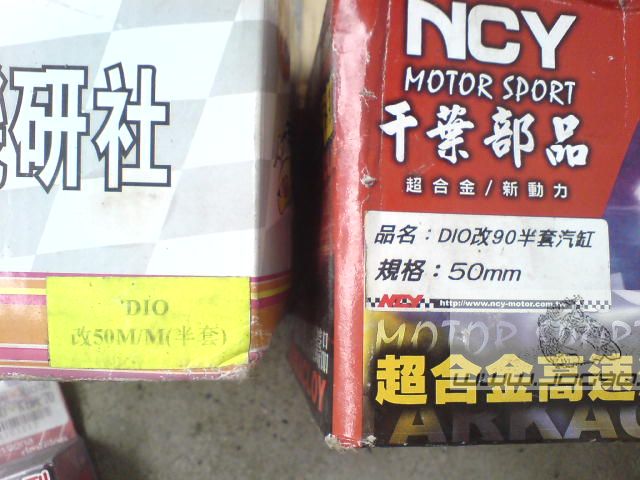 研社
DIO
改50M/M(半套)
NCY
MOTOR SPORT
千葉部品
超合金/新動力
品名：DIO改90半套汽缸
規格：50mm
NCY http://www.ncy-motor.com.tw
MOTOR
超合金高速